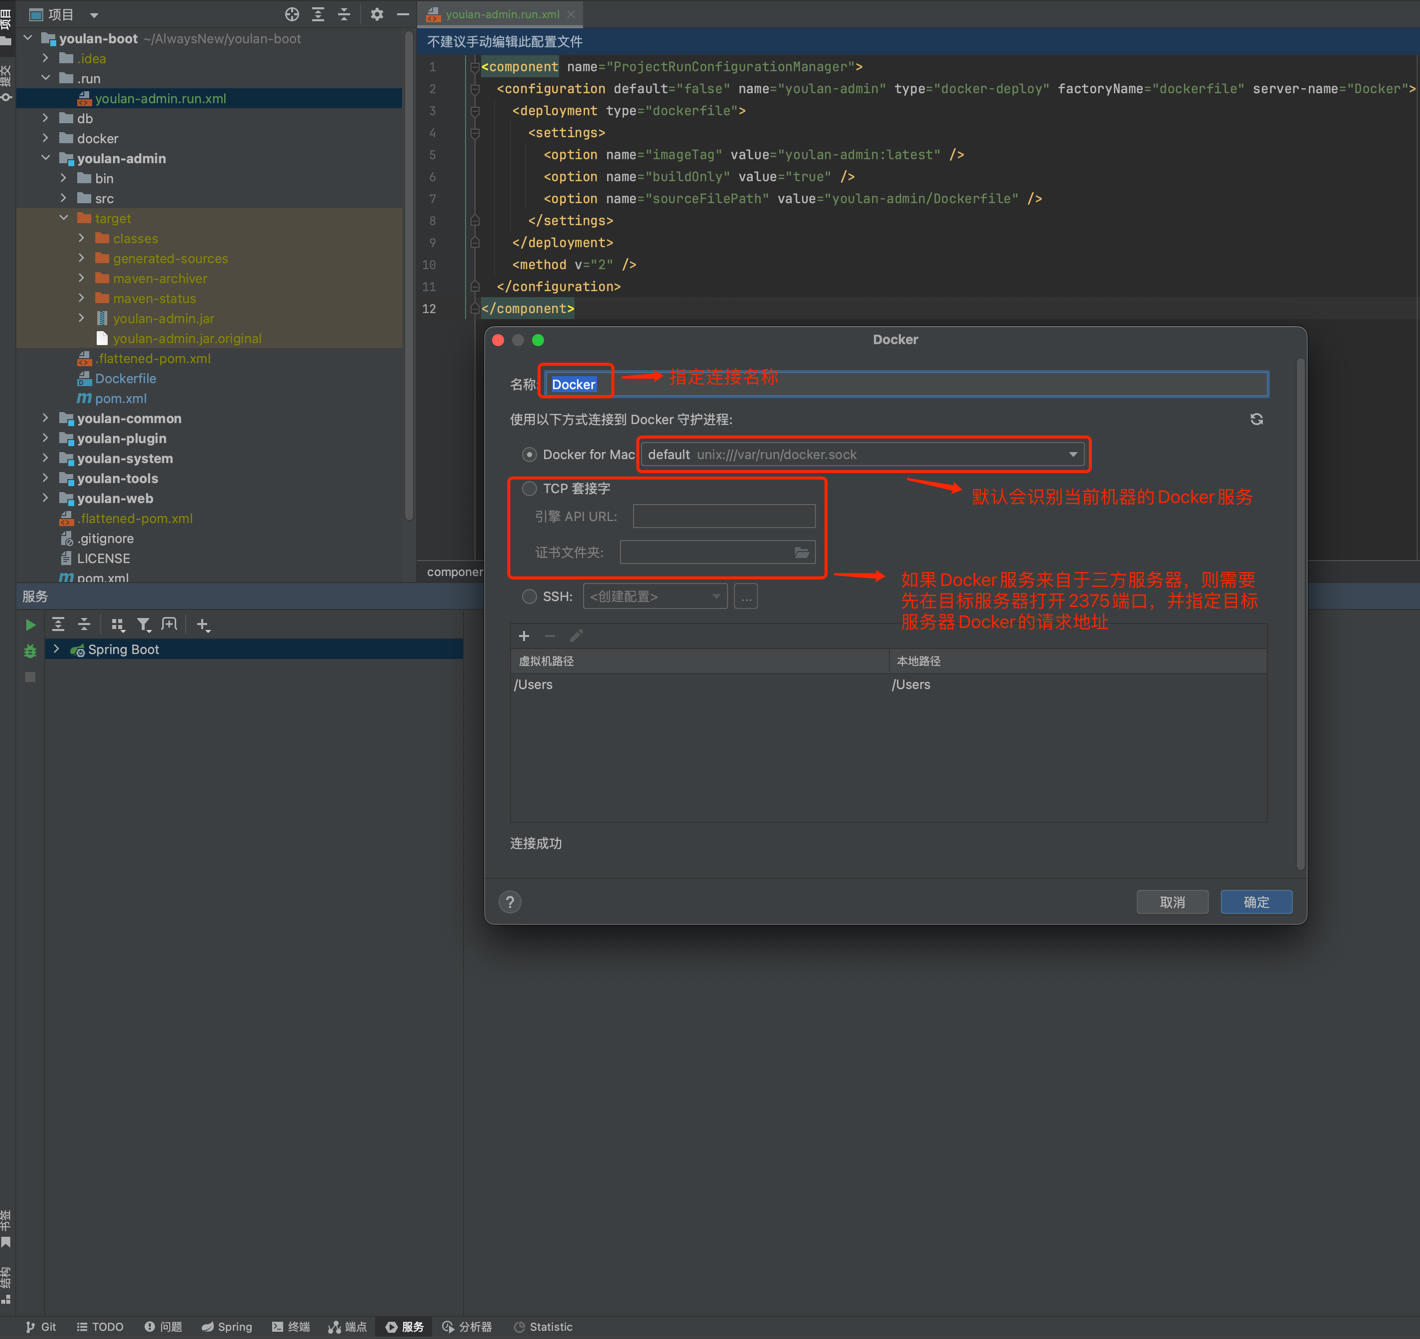 项目
youlan-admin.run.xml
项目
提交
youlan-boot ~/AlwaysNew/youlan-boot
.idea
.run
youlan-admin.run.xml
db
docker
youlan-admin
bin
src
target
classes
generated-sources
maven-archiver
maven-status
youlan-admin.jar
youlan-admin.jar.original
.flattened-pom.xml
Dockerfile
pom.xml
youlan-common
youlan-plugin
youlan-system
youlan-tools
youlan-web
.flattened-pom.xml
.gitignore
LICENSE
pom.xml
不建议手动编辑此配置文件
1 <component name="ProjectRunConfigurationManager">
2 <configuration default="false" name="youlan-admin" type="docker-deploy" factoryName="dockerfile" server-name="Docker">
3 <deployment type="dockerfile">
4 <settings>
5 <option name="imageTag" value="youlan-admin:latest" />
6 <option name="buildOnly" value="true" />
7 <option name="sourceFilePath" value="youlan-admin/Dockerfile" />
8 </settings>
9 </deployment>
10 <method v="2" />
11 </configuration>
12 </component>
componen
服务
Spring Boot
Docker
名称: Docker
指定连接名称
使用以下方式连接到 Docker 守护进程:
Docker for Mac default unix:///var/run/docker.sock
默认会识别当前机器的Docker服务
TCP 套接字
引擎 API URL:
证书文件夹:
如果Docker服务来自于三方服务器，则需要
先在目标服务器打开2375端口，并指定目标
服务器Docker的请求地址
SSH: <创建配置> ...
虚拟机路径 本地路径
/Users /Users
连接成功
? 取消 确定
书签
结构
Git TODO 问题 Spring 终端 端点 服务 分析器 Statistic